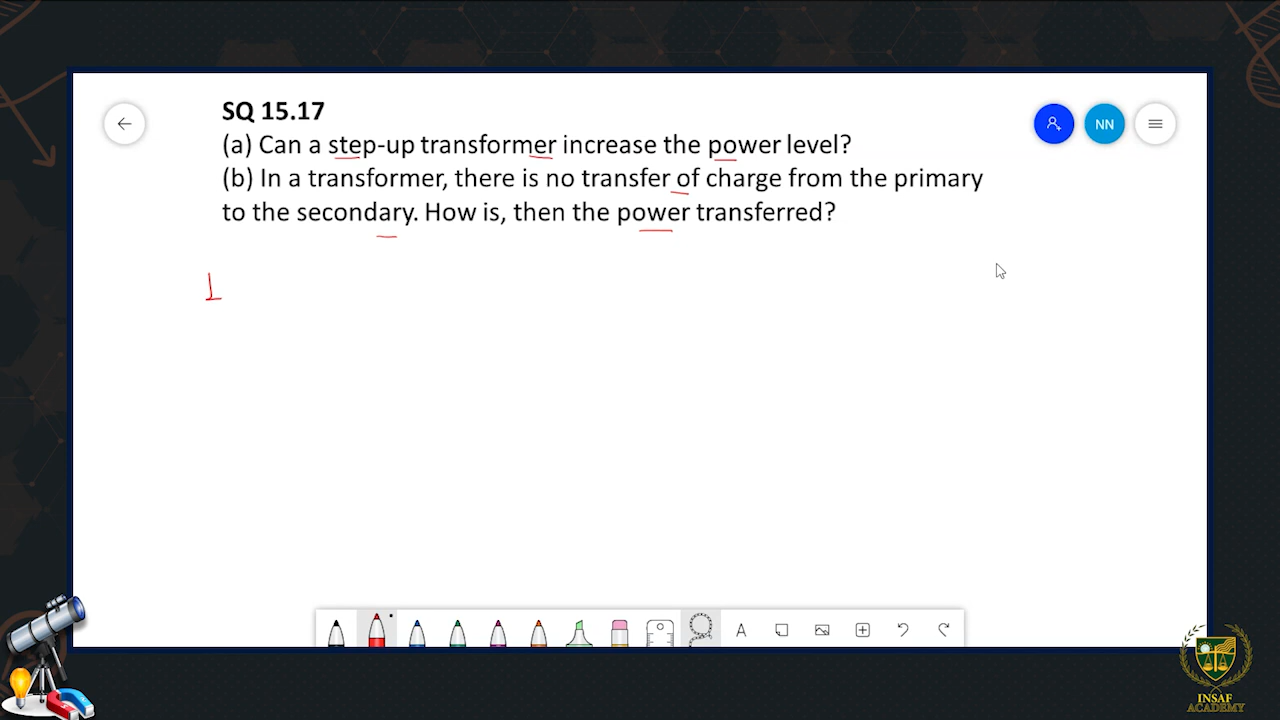 SQ 15.17
(a) Can a step-up transformer increase the power level?
(b) In a transformer, there is no transfer of charge from the primary
to the secondary. How is, then the power transferred?
NN
A
INSAF
ACADEMY